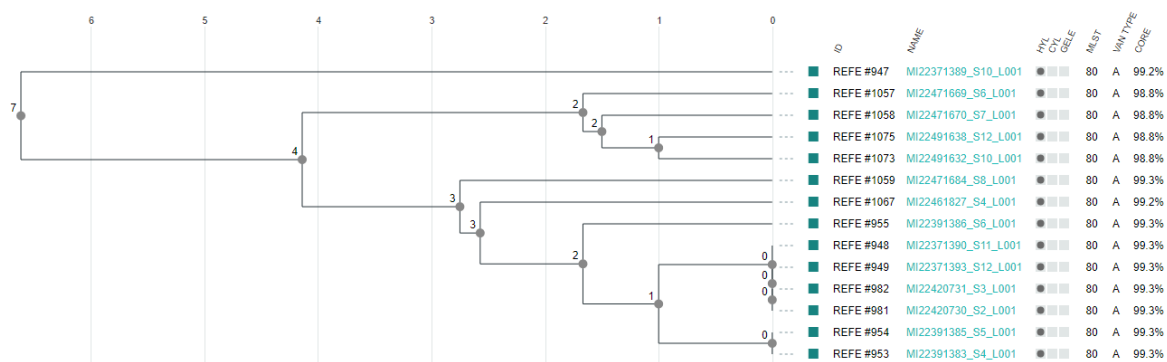 6 5 4 3 2 1 0
ID NAME HYL CYL GELE MLST VAN TYPE CORE
REFE #947 MI22371389_S10_L001 80 A 99.2%
2 REFE #1057 MI22471669_S6_L001 80 A 98.8%
7
2 REFE #1058 MI22471670_S7_L001 80 A 98.8%
1 REFE #1075 MI22491638_S12_L001 80 A 98.8%
4 REFE #1073 MI22491632_S10_L001 80 A 98.8%
REFE #1059 MI22471684_S8_L001 80 A 99.3%
3 REFE #1067 MI22461827_S4_L001 80 A 99.2%
3 REFE #955 MI22391386_S6_L001 80 A 99.3%
REFE #948 MI22371390_S11_L001 80 A 99.3%
2 0
REFE #949 MI22371393_S12_L001 80 A 99.3%
0
REFE #982 MI22420731_S3_L001 80 A 99.3%
1 0
REFE #981 MI22420730_S2_L001 80 A 99.3%
0 REFE #954 MI22391385_S5_L001 80 A 99.3%
REFE #953 MI22391383_S4_L001 80 A 99.3%